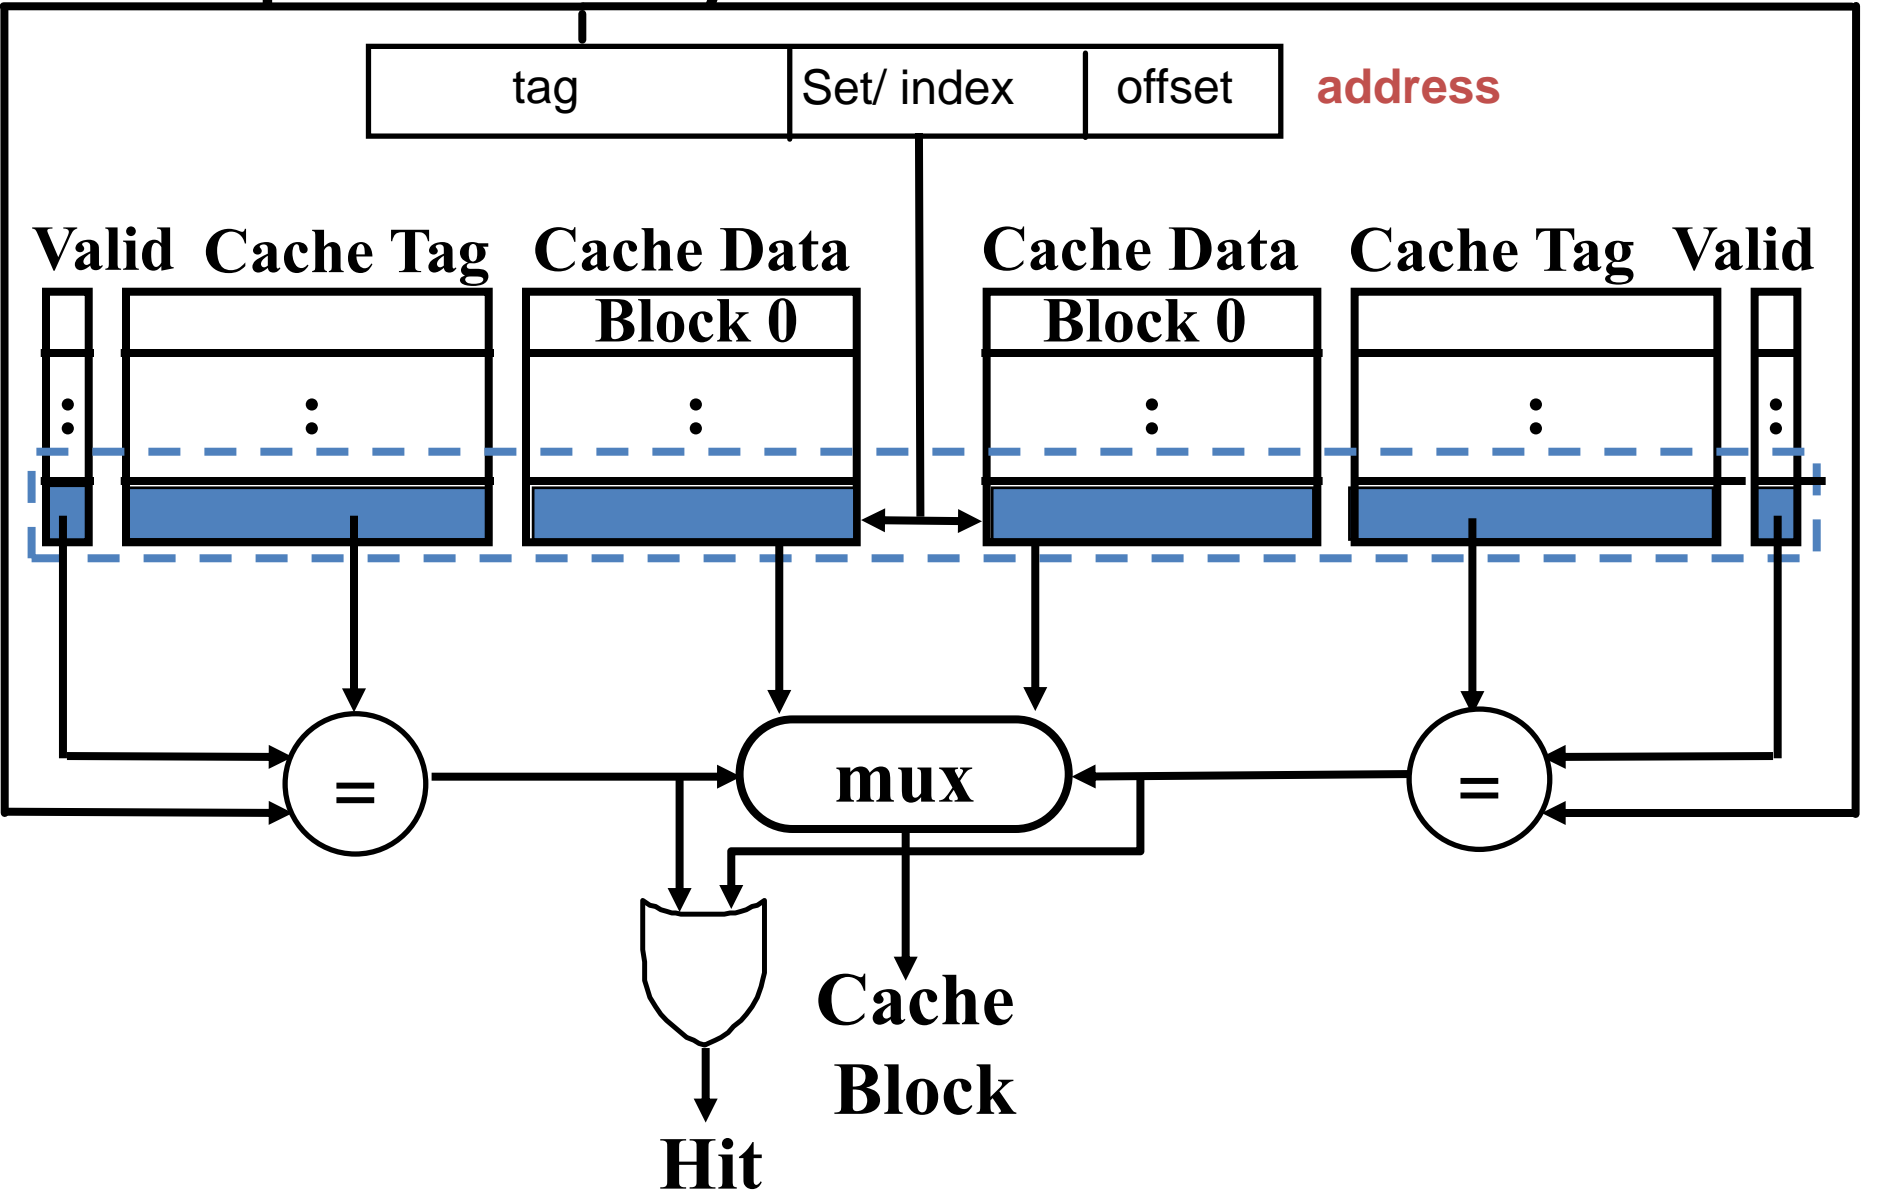 tag Set/ index offset address
Valid Cache Tag Cache Data Cache Data Cache Tag Valid
Block 0 Block 0
: : : : : :
= mux =
Cache
Block
Hit